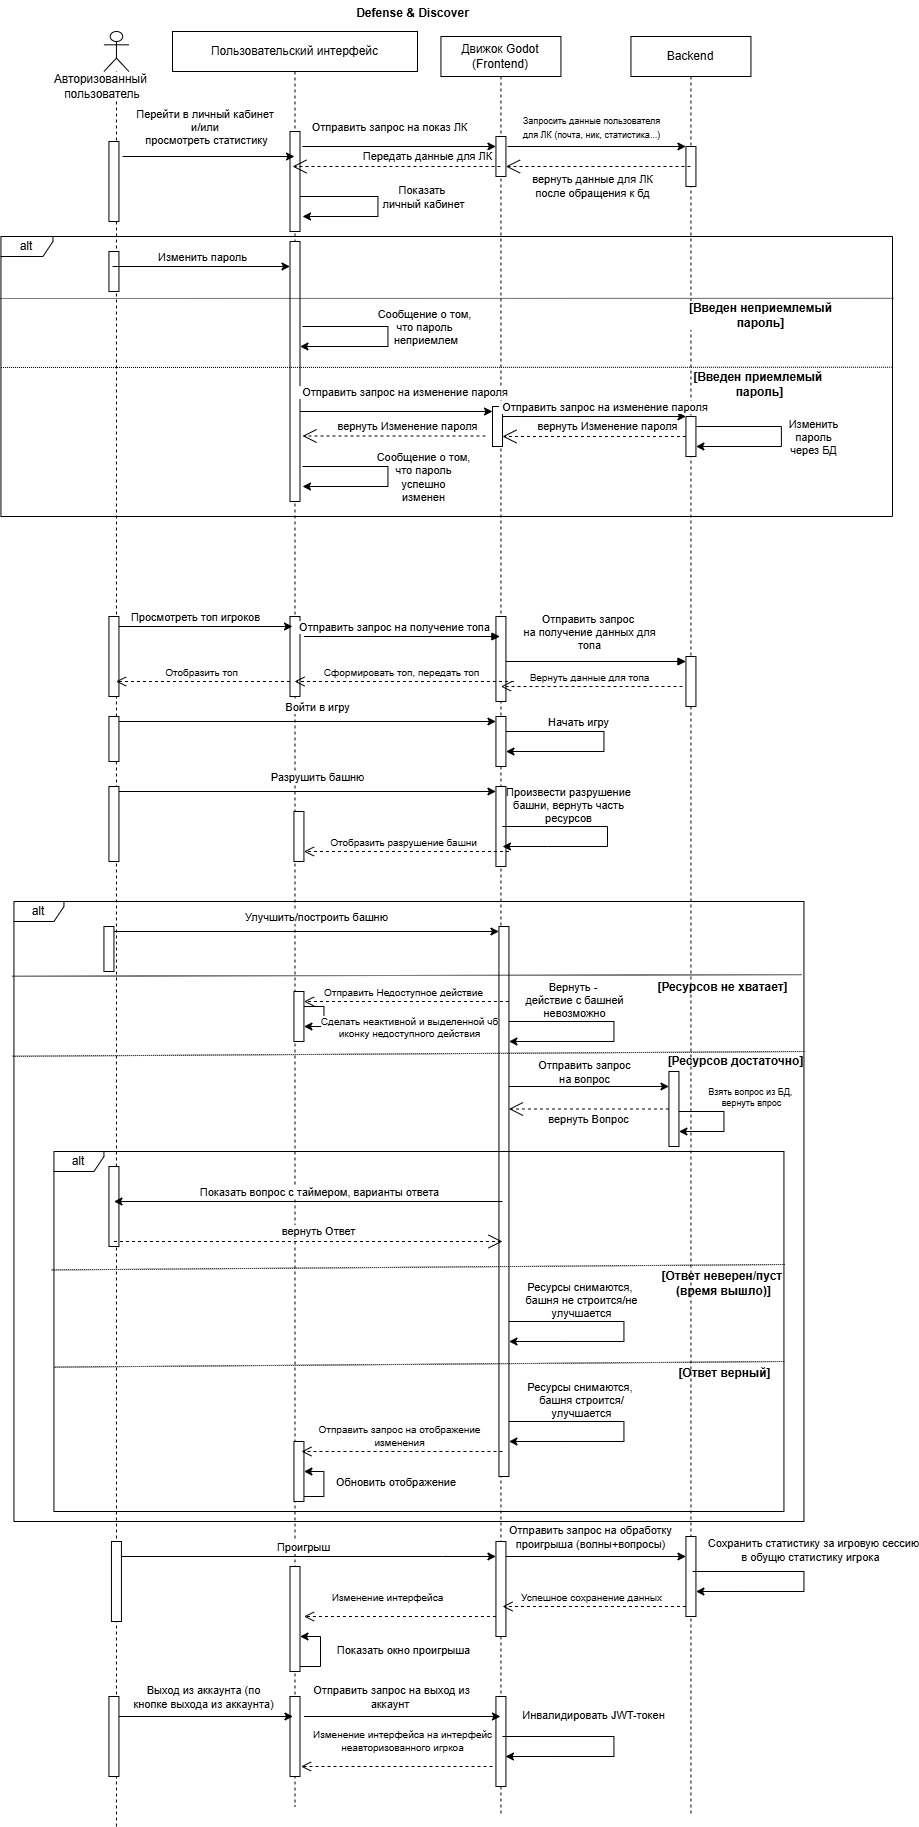 Defense & Discover
Авторизованный
пользователь
Пользовательский интерфейс
Движок Godot
(Frontend)
Backend
Перейти в личный кабинет
и/или
просмотреть статистику
Отправить запрос на показ ЛК
Запросить данные пользователя
для ЛК (почта, ник, статистика...)
Передать данные для ЛК
вернуть данные для ЛК
после обращения к бд
Показать
личный кабинет
alt
Изменить пароль
[Введен неприемлемый
пароль]
Сообщение о том,
что пароль
неприемлем
[Введен приемлемый
пароль]
Отправить запрос на изменение пароля
Отправить запрос на изменение пароля
вернуть Изменение пароля
вернуть Изменение пароля
Изменить
пароль
через БД
Сообщение о том,
что пароль
успешно
изменен
Просмотреть топ игроков
Отправить запрос на получение топа
Отправить запрос
на получение данных для
топа
Отобразить топ
Сформировать топ, передать топ
Вернуть данные для топа
Войти в игру
Начать игру
Разрушить башню
Произвести разрушение
башни, вернуть часть
ресурсов
Отобразить разрушение башни
alt
Улучшить/построить башню
[Ресурсов не хватает]
Отправить Недоступное действие
Вернуть -
действие с башней
невозможно
Сделать неактивной и выделенной чб
иконку недоступного действия
[Ресурсов достаточно]
Отправить запрос
на вопрос
Взять вопрос из БД,
вернуть впрос
вернуть Вопрос
alt
Показать вопрос с таймером, варианты ответа
вернуть Ответ
[Ответ неверен/пуст
(время вышло)]
Ресурсы снимаются,
башня не строится/не
улучшается
[Ответ верный]
Ресурсы снимаются,
башня строится/
улучшается
Отправить запрос на отображение
изменения
Обновить отображение
Отправить запрос на обработку
проигрыша (волны+вопросы)
Проигрыш
Сохранить статистику за игровую сессию
в обущю статистику игрока
Изменение интерфейса
Успешное сохранение данных
Показать окно проигрыша
Выход из аккаунта (по
кнопке выхода из аккаунта)
Отправить запрос на выход из
аккаунт
Инвалидировать JWT-токен
Изменение интерфейса на интерфейс
неавторизованного игркоа